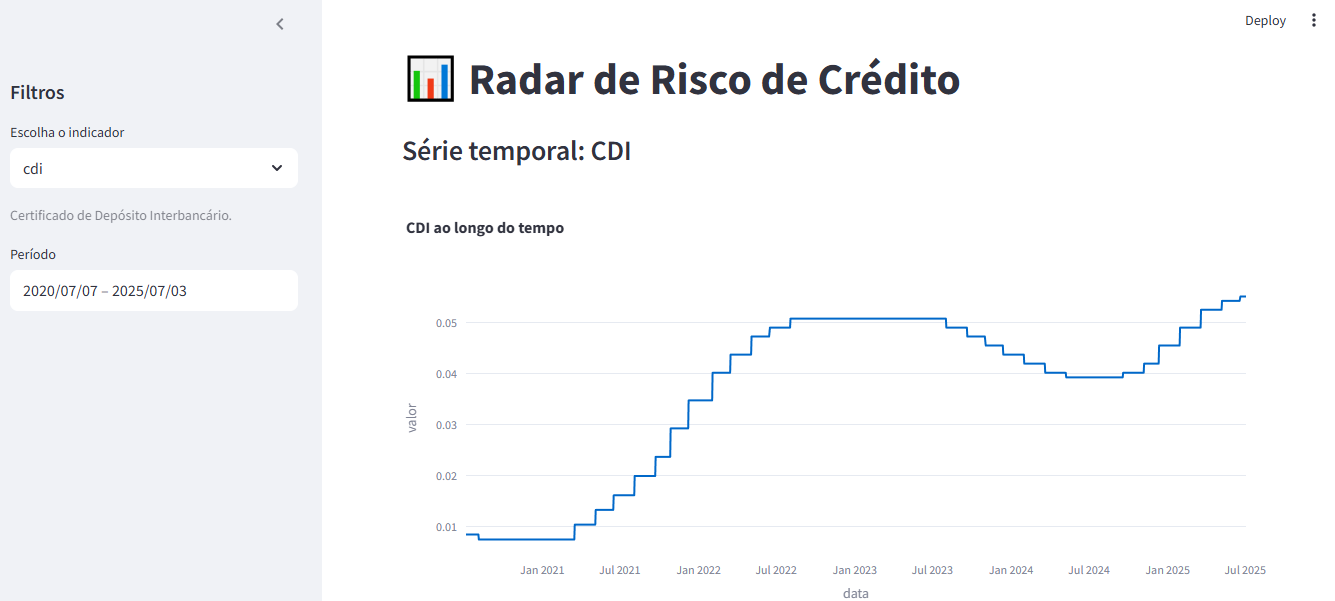 Deploy
Filtros
Escolha o indicador
cdi
Certificado de Depósito Interbancário.
Período
2020/07/07 – 2025/07/03
Radar de Risco de Crédito
Série temporal: CDI
CDI ao longo do tempo
valor
0.05
0.04
0.03
0.02
0.01
Jan 2021 Jul 2021 Jan 2022 Jul 2022 Jan 2023 Jul 2023 Jan 2024 Jul 2024 Jan 2025 Jul 2025
data